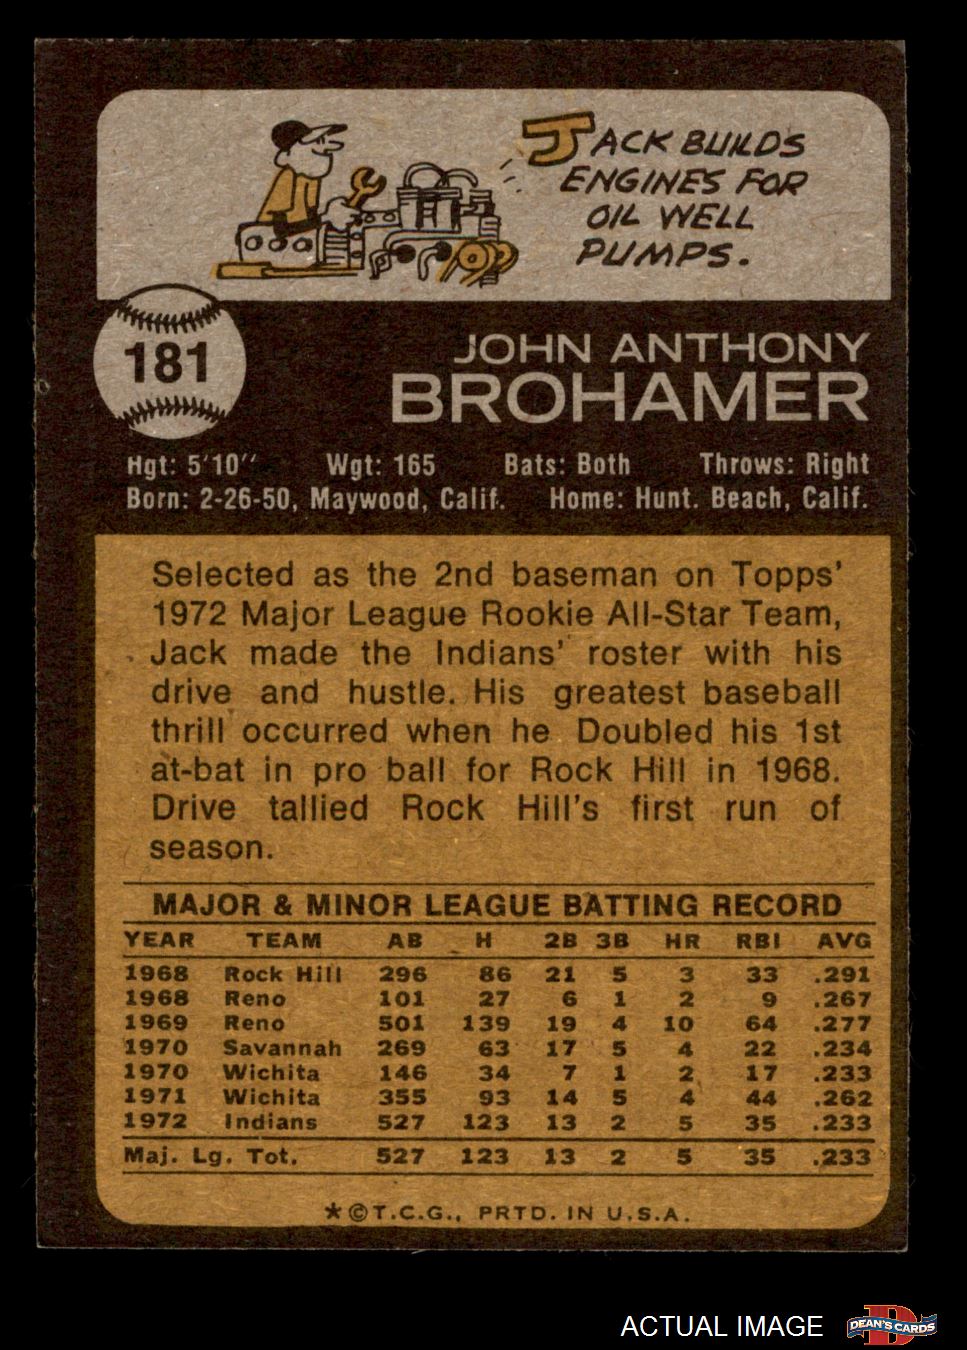 JACK BUILDS
ENGINES FOR
OIL WELL
PUMPS.
181
JOHN ANTHONY
BROHAMER
Hgt: 5'10" Wgt: 165 Bats: Both Throws: Right
Born: 2-26-50, Maywood, Calif. Home: Hunt. Beach, Calif.
Selected as the 2nd baseman on Topps'
1972 Major League Rookie All-Star Team,
Jack made the Indians' roster with his
drive and hustle. His greatest baseball
thrill occurred when he Doubled his 1st
at-bat in pro ball for Rock Hill in 1968.
Drive tallied Rock Hill's first run of
season.
MAJOR & MINOR LEAGUE BATTING RECORD
YEAR TEAM AB H 2B 3B HR RBI AVG
1968 Rock Hill 296 86 21 5 3 33 .291
1968 Reno 101 27 6 1 2 9 .267
1969 Reno 501 139 19 4 10 64 .277
1970 Savannah 269 63 17 5 4 22 .234
1970 Wichita 146 34 7 1 2 17 .233
1971 Wichita 355 93 14 5 4 44 .262
1972 Indians 527 123 13 2 5 35 .233
Maj. Lg. Tot. 527 123 13 2 5 35 .233
★©T.C.G., PRTD. IN U.S.A.
ACTUAL IMAGE
DEAN'S CARDS